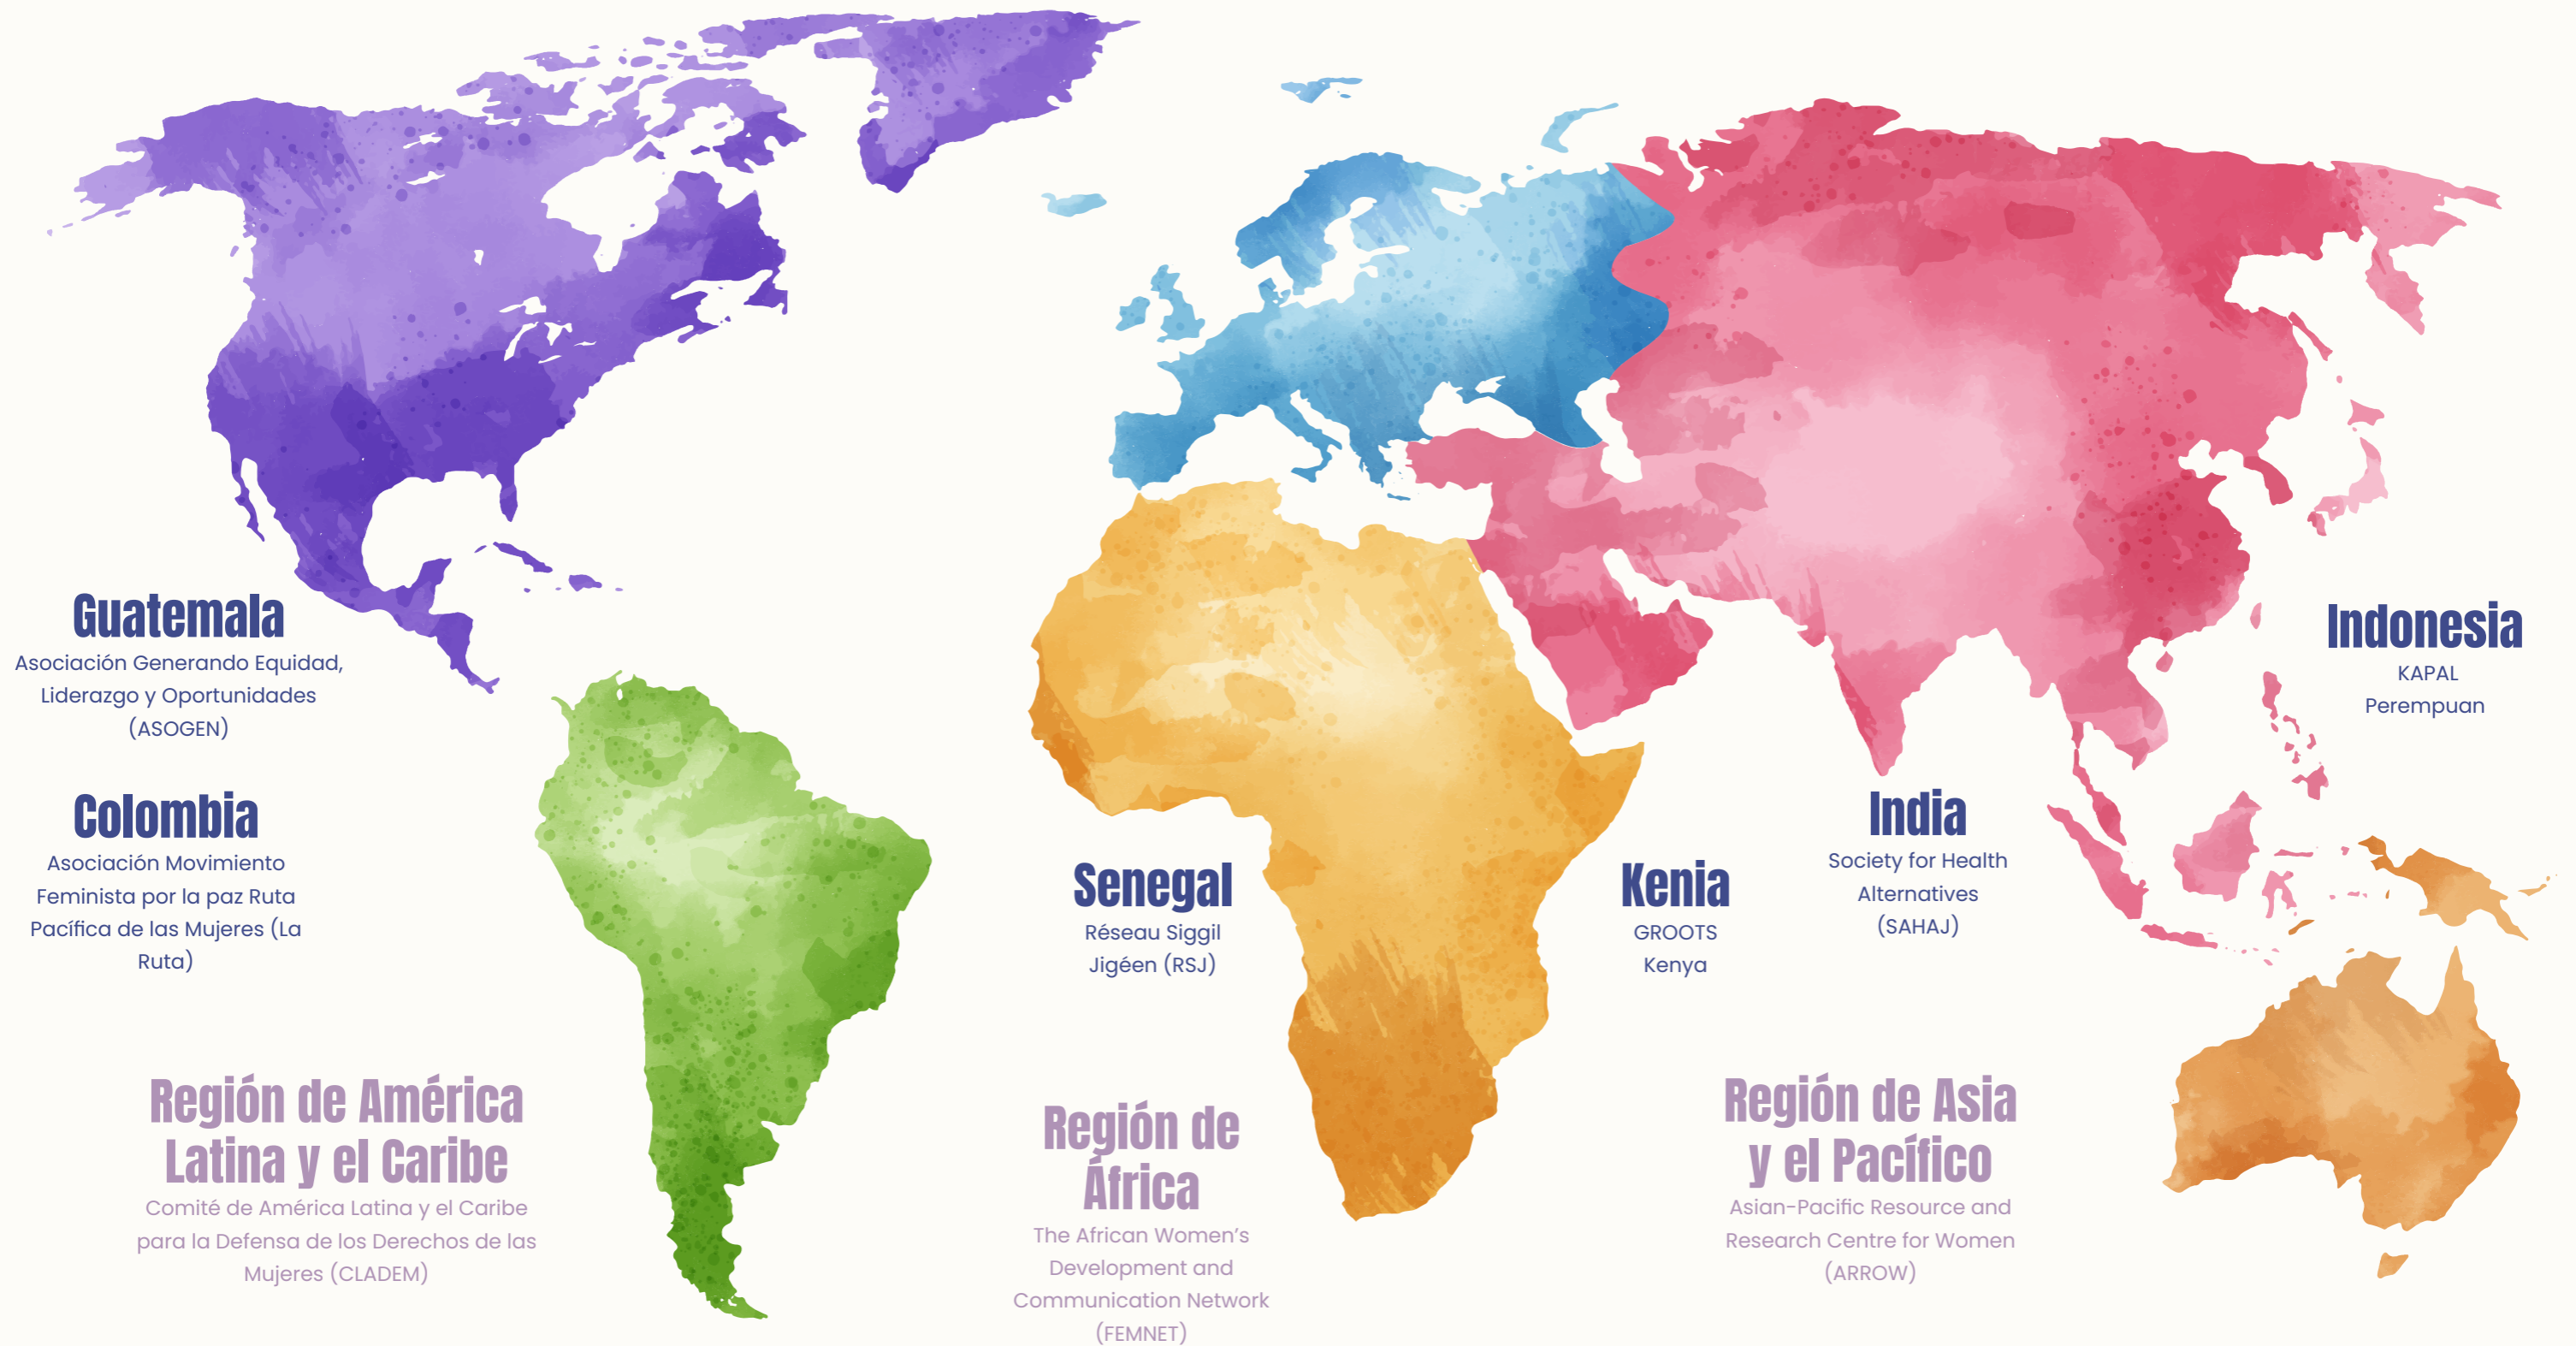 Guatemala
Asociación Generando Equidad,
Liderazgo y Oportunidades
(ASOGEN)
Colombia
Asociación Movimiento
Feminista por la paz Ruta
Pacífica de las Mujeres (La
Ruta)
Región de América
Latina y el Caribe
Comité de América Latina y el Caribe
para la Defensa de los Derechos de las
Mujeres (CLADEM)
Senegal
Réseau Siggil
Jigéen (RSJ)
Región de
África
The African Women’s
Development and
Communication Network
(FEMNET)
Kenia
GROOTS
Kenya
India
Society for Health
Alternatives
(SAHAJ)
Indonesia
KAPAL
Perempuan
Región de Asia
y el Pacífico
Asian-Pacific Resource and
Research Centre for Women
(ARROW)